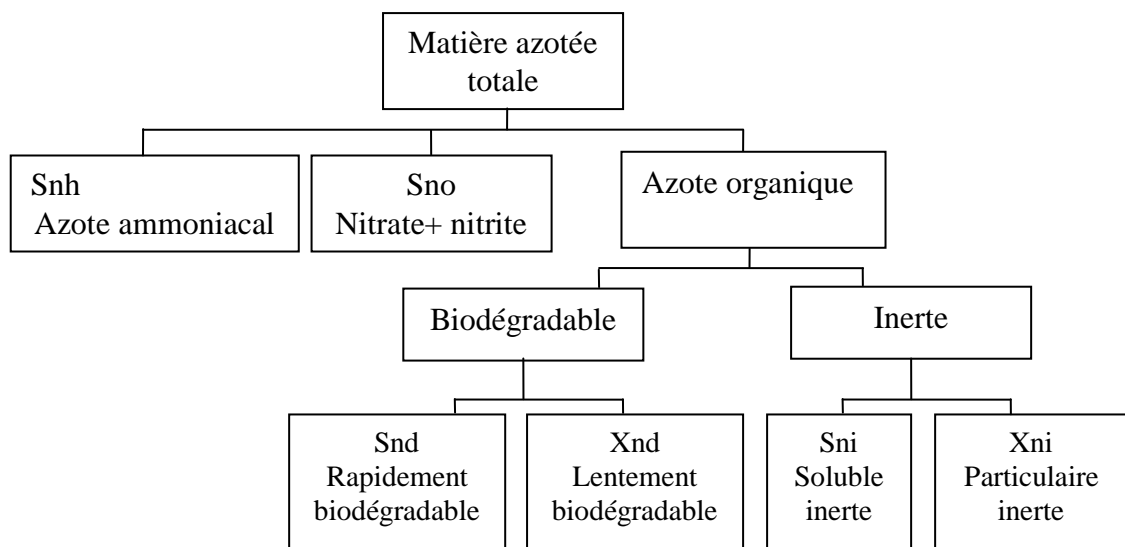 Matière azotée
totale
Snh
Azote ammoniacal
Sno
Nitrate+ nitrite
Azote organique
Biodégradable
Inerte
Snd
Rapidement
biodégradable
Xnd
Lentement
biodégradable
Sni
Soluble
inerte
Xni
Particulaire
inerte